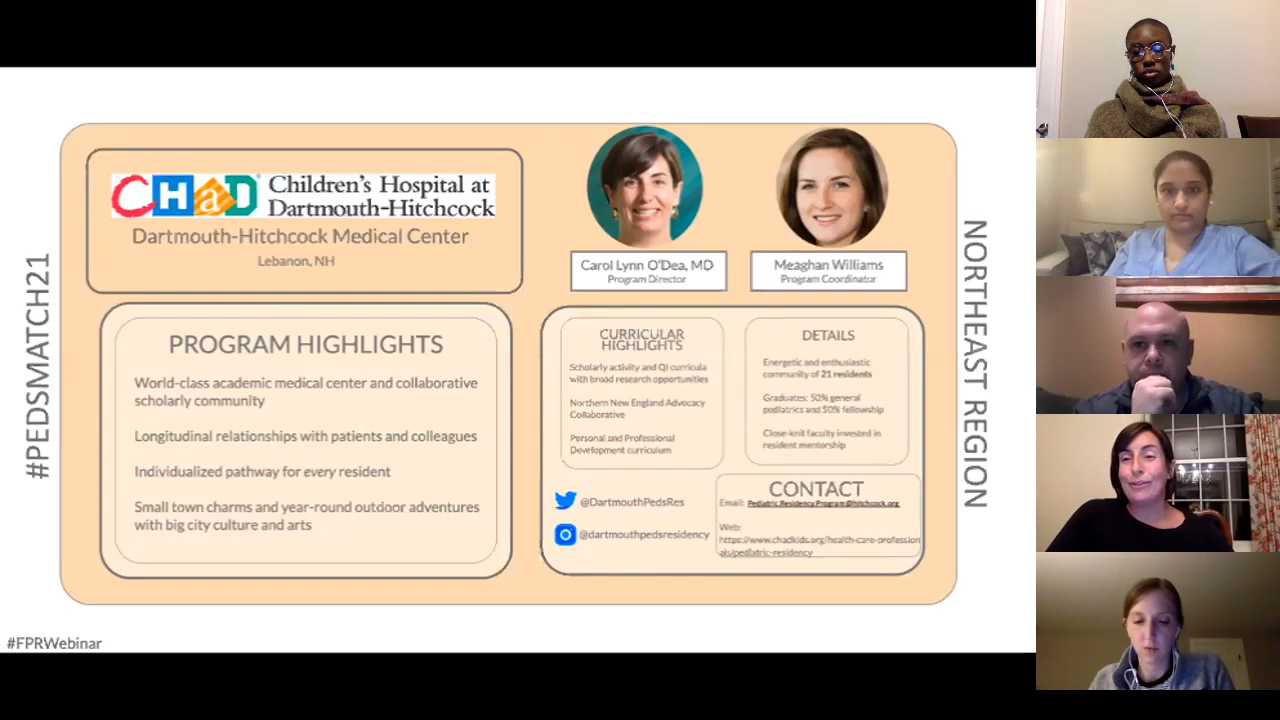 #PEDSMATCH21
CHaD Children's Hospital at
Dartmouth-Hitchcock
Dartmouth-Hitchcock Medical Center
Lebanon, NH
Carol Lynn O'Dea, MD
Program Director
Meaghan Williams
Program Coordinator
NORTHEAST REGION
PROGRAM HIGHLIGHTS
World-class academic medical center and collaborative
scholarly community
Longitudinal relationships with patients and colleagues
Individualized pathway for every resident
Small town charms and year-round outdoor adventures
with big city culture and arts
CURRICULAR
HIGHLIGHTS
Scholarly activity and QI curricula
with broad research opportunities
Northern New England Advocacy
Collaborative
Personal and Professional
Development curriculum
DETAILS
Energetic and enthusiastic
community of 21 residents
Graduates: 50% general
pediatrics and 50% fellowship
Close-knit faculty invested in
resident mentorship
@DartmouthPedsRes
@dartmouthpedsresidency
CONTACT
Email: Pediatric.Residency.Program@hitchcock.org
Web:
https://www.chadkids.org/health-care-profession
als/pediatric-residency
#FPRWebinar